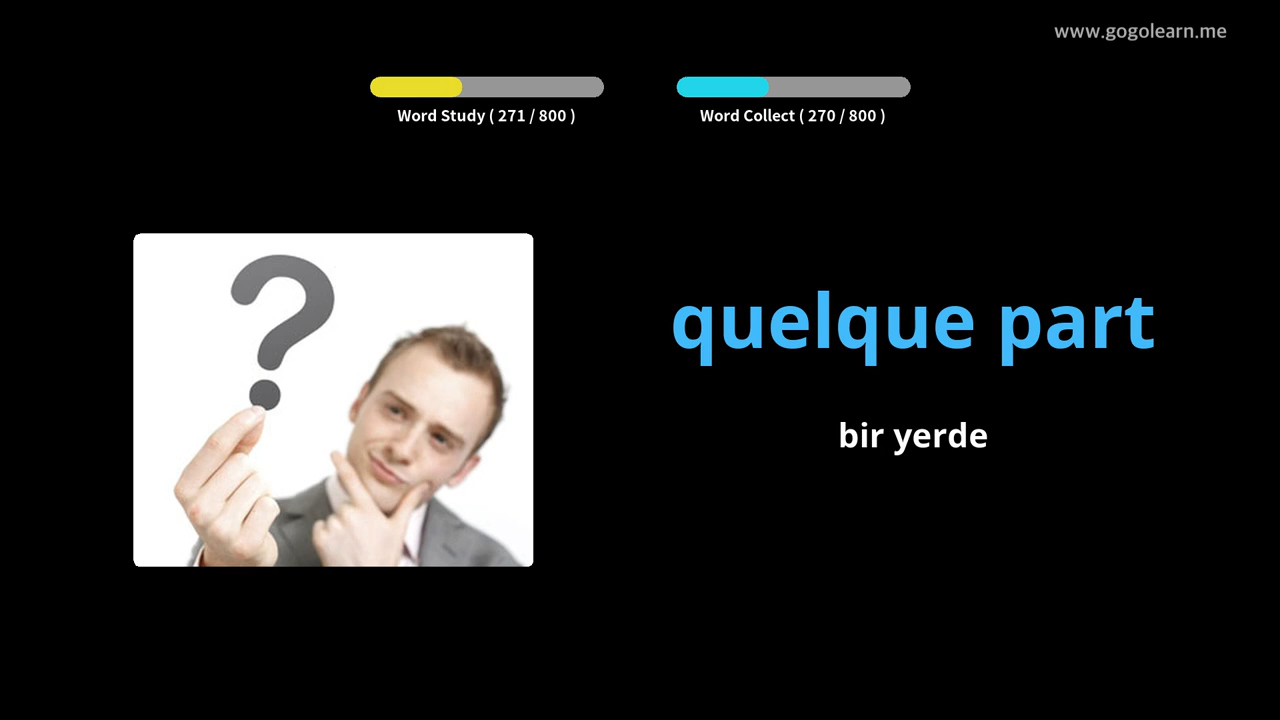 www.gogolearn.me
Word Study ( 271 / 800 )
Word Collect ( 270 / 800 )
?
quelque part
bir yerde